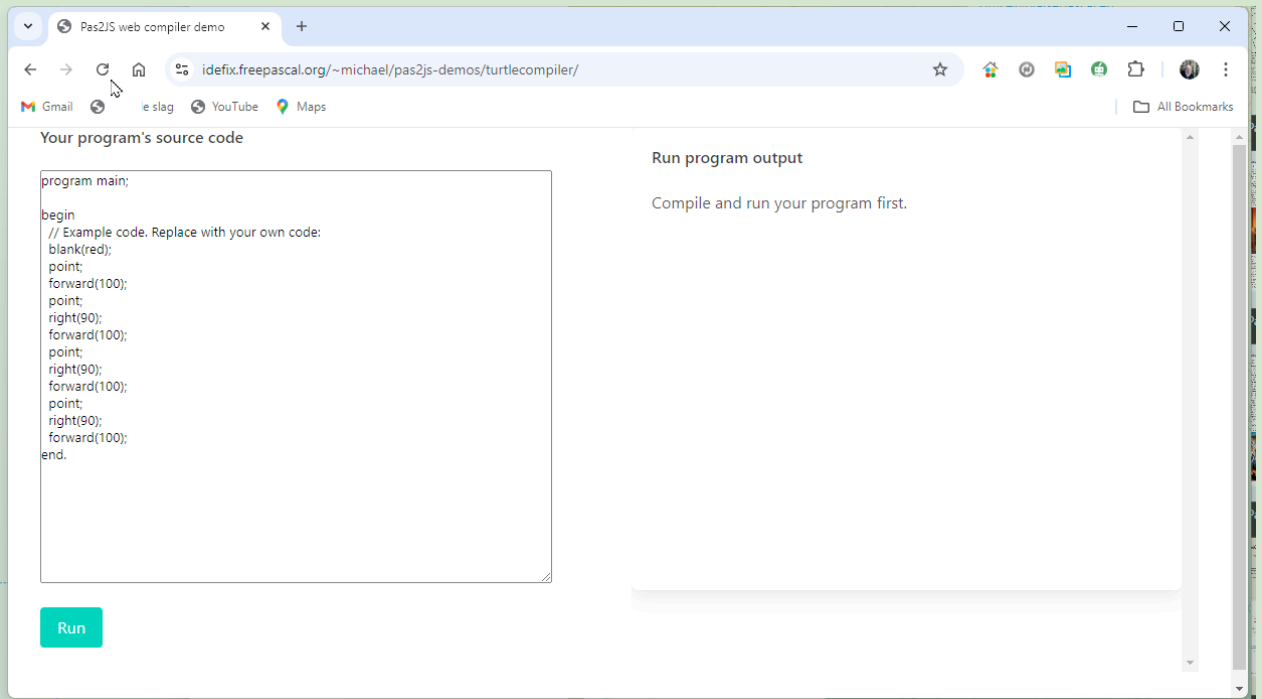 Pas2JS web compiler demo
idefix.freepascal.org/~michael/pas2js-demos/turtlecompiler/
Gmail
e slag
YouTube
Maps
All Bookmarks
Your program's source code
program main;
begin
// Example code. Replace with your own code:
blank(red);
point;
forward(100);
point;
right(90);
forward(100);
point;
right(90);
forward(100);
point;
right(90);
forward(100);
end.
Run
Run program output
Compile and run your program first.